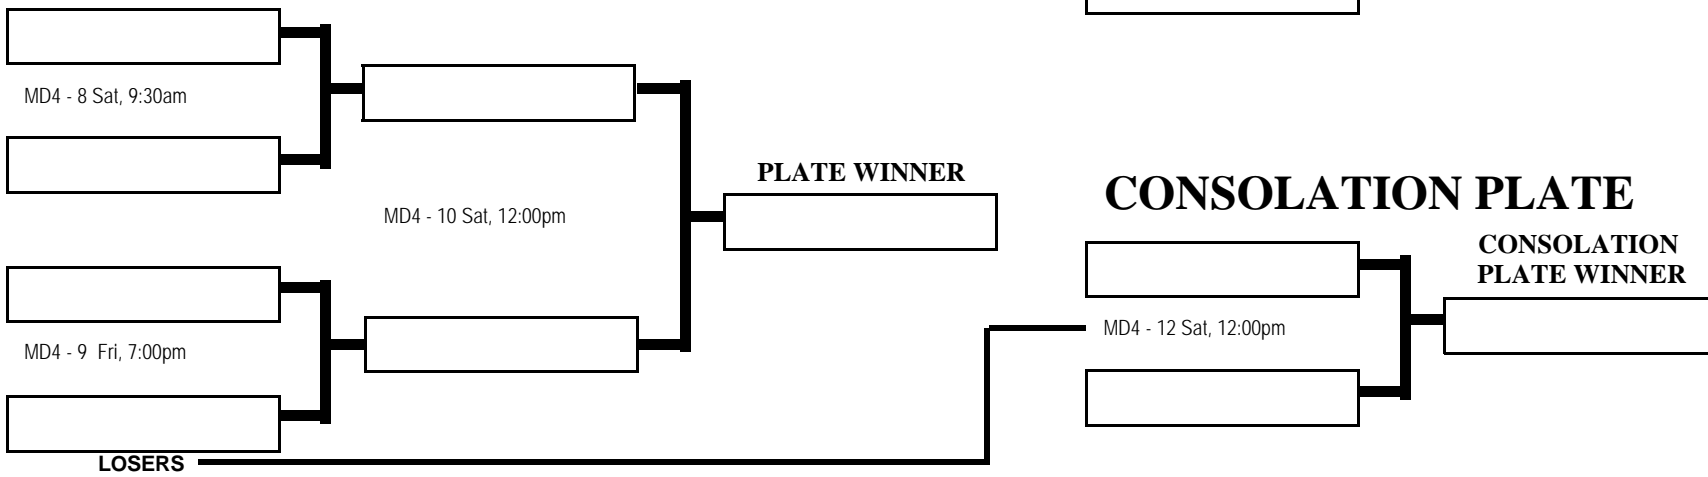 MD4 - 8 Sat, 9:30am
PLATE WINNER
MD4 - 10 Sat, 12:00pm
MD4 - 9  Fri, 7:00pm
LOSERS
CONSOLATION PLATE
CONSOLATION
PLATE WINNER
MD4 - 12 Sat, 12:00pm